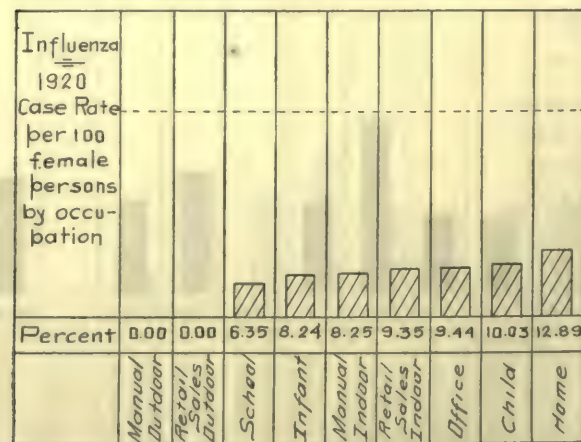 Influenza
1920
Case Rate
per 100
female
persons
by occu-
pation
Percent 0.00 0.00 6.35 8.24 8.25 9.35 9.44 10.03 12.89
Manual
Outdoor
Retail
Sales
Outdoor
School
Infant
Manual
Indoor
Retail
Sales
Indoor
Office
Child
Home